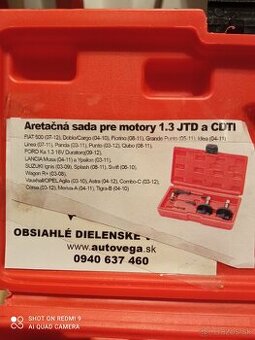 Aretačná sada pre motory 1.3 JTD a CDTI
FIAT 500 (07-12), Doblo/Cargo (04-10), Fiorino (08-11), Grande Punto (05-11), Idea (04-11)
Linea (07-11), Panda (03-11), Punto (03-12), Qubo (08-11).
FORD Ka 1.3 16V Duratorq(09-12).
LANCIA Musa (04-11) a Ypsilon (03-11).
SUZUKI Ignis (03-09), Splash (08-11), Swift (06-10)
Wagon R+ (03-08).
Vauxhall/OPEL Agila (03-10), Astra (04-12), Combo-C (03-12)
Corsa (03-12), Meriva-A (04-11), Tigra-B (04-10)
OBSIAHLÉ DIELENSKE
www.autovega.sk
0940 637 460
SHOT ON REDMI 9
AI QUAD CAMERA